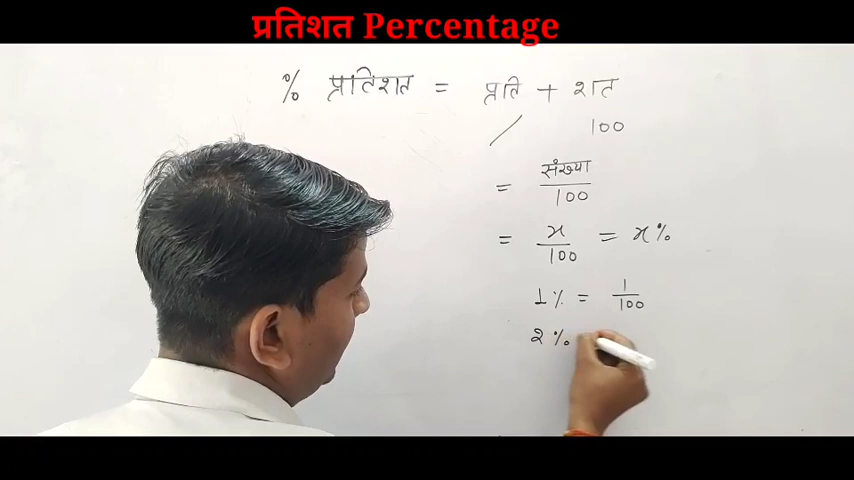 प्रतिशत Percentage
% प्रतिशत = प्रति + शत
/ 100
= संख्या/100
= x/100 = x%
1% = 1/100
2%